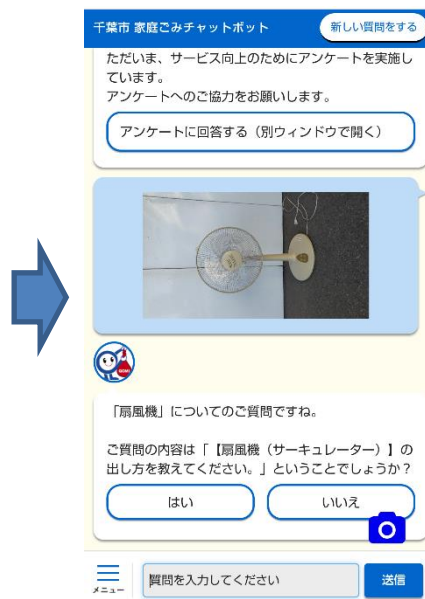 千葉市 家庭ごみチャットボット
新しい質問をする
ただいま、サービス向上のためにアンケートを実施し
ています。
アンケートへのご協力をお願いします。
アンケートに回答する（別ウィンドウで開く）
「扇風機」についてのご質問ですね。
ご質問の内容は「【扇風機（サーキュレーター）】の
出し方を教えてください。」ということでしょうか？
はい
いいえ
メニュー
質問を入力してください
送信